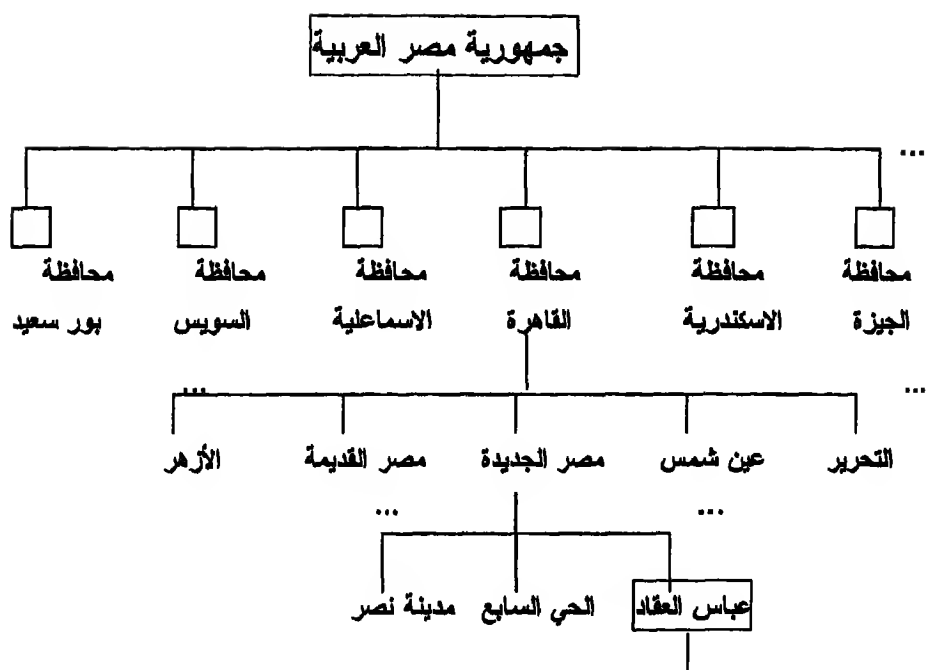 جمهورية مصر العربية
...
محافظة الجيزة
محافظة الاسكندرية
محافظة القاهرة
محافظة الاسماعلية
محافظة السويس
محافظة بور سعيد
... ...
التحرير عين شمس مصر الجديدة مصر القديمة الأزهر
... ...
عباس العقاد الحي السابع مدينة نصر